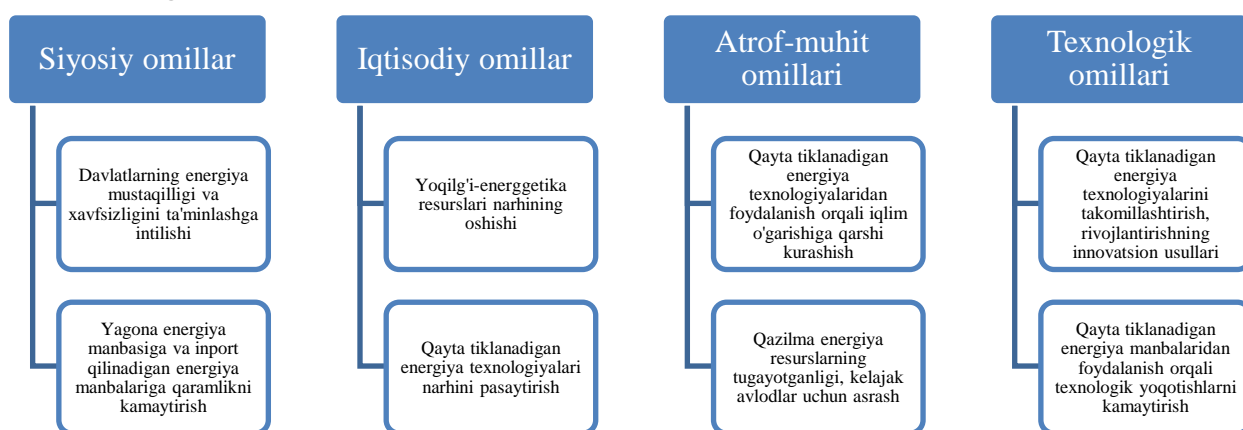 Siyosiy omillar
Davlatlarning energiya
mustaqilligi va
xavfsizligini ta'minlashga
intilishi
Yagona energiya
manbasiga va inport
qilinadigan energiya
manbalariga qaramlikni
kamaytirish
Iqtisodiy omillar
Yoqilg'i-energgetika
resurslari narhining
oshishi
Qayta tiklanadigan
energiya texnologiyalari
narhini pasaytirish
Atrof-muhit
omillari
Qayta tiklanadigan
energiya
texnologiyalaridan
foydalanish orqali iqlim
o'garishiga qarshi
kurashish
Qazilma energiya
resurslarning
tugayotganligi, kelajak
avlodlar uchun asrash
Texnologik
omillari
Qayta tiklanadigan
energiya
texnologiyalarini
takomillashtirish,
rivojlantirishning
innovatsion usullari
Qayta tiklanadigan
energiya manbalaridan
foydalanish orqali
texnologik yoqotishlarni
kamaytirish